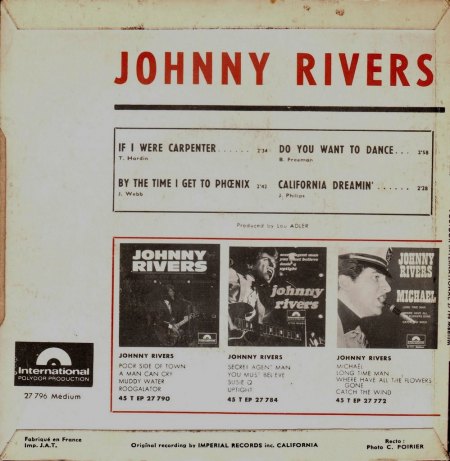 JOHNNY RIVERS
IF I WERE CARPENTER...... 2'34
T. Hardin
DO YOU WANT TO DANCE... 2'58
B. Freeman
BY THE TIME I GET TO PHŒNIX 2'42
J. Webb
CALIFORNIA DREAMIN'...... 2'28
J. Philips
Produced by Lou ADLER
JOHNNY
RIVERS
johnny
rivers
JOHNNY
RIVERS
MICHAEL
JOHNNY RIVERS
POOR SIDE OF TOWN
A MAN CAN CRY
MUDDY WATER
ROOGALATOR
45 T EP 27 790
JOHNNY RIVERS
SECRET AGENT MAN
YOU MUST BELIEVE
SUSIE Q
UPTIGHT
45 T EP 27 784
JOHNNY RIVERS
MICHAEL
LONG TIME MAN
WHERE HAVE ALL THE FLOWERS
GONE
CATCH THE WIND
45 T EP 27 772
International
POLYDOR-PRODUCTION
27 796 Medium
Fabriqué en France
Imp. J.A.T.
Original recording by IMPERIAL RECORDS inc. CALIFORNIA
Recto :
Photo C. POIRIER